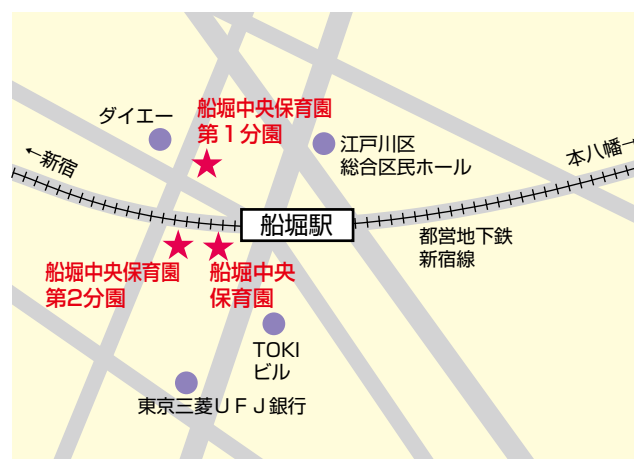 ダイエー
船堀中央保育園
第１分園
江戸川区
総合区民ホール
←新宿
本八幡→
船堀駅
都営地下鉄
新宿線
船堀中央保育園
第2分園
船堀中央
保育園
TOKI
ビル
東京三菱ＵＦＪ銀行